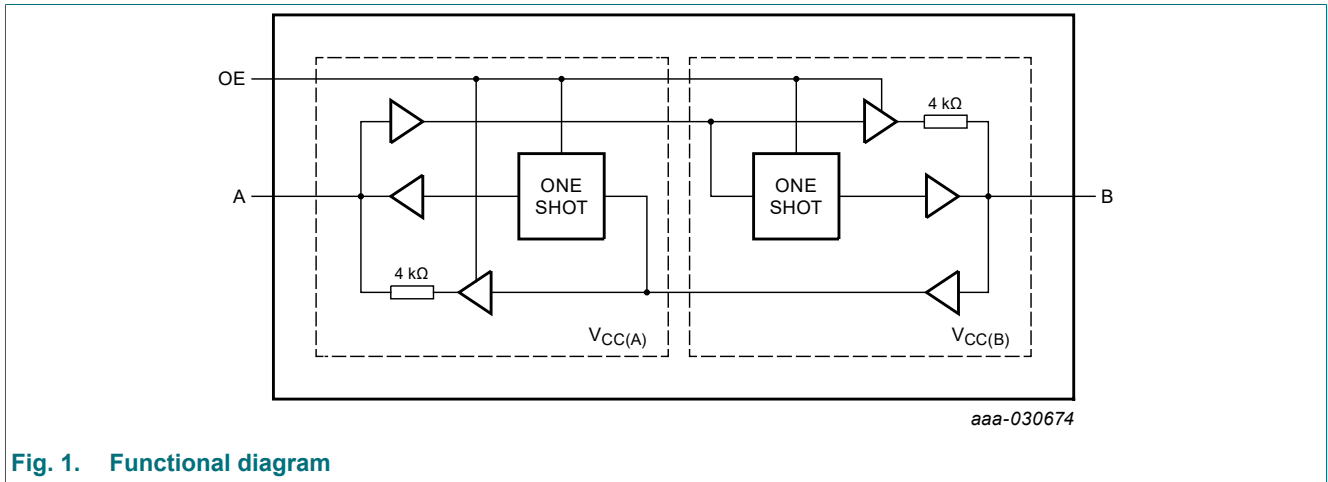 OE
4 kΩ
ONE
SHOT
ONE
SHOT
A
B
4 kΩ
VCC(A)
VCC(B)
aaa-030674
Fig. 1. Functional diagram